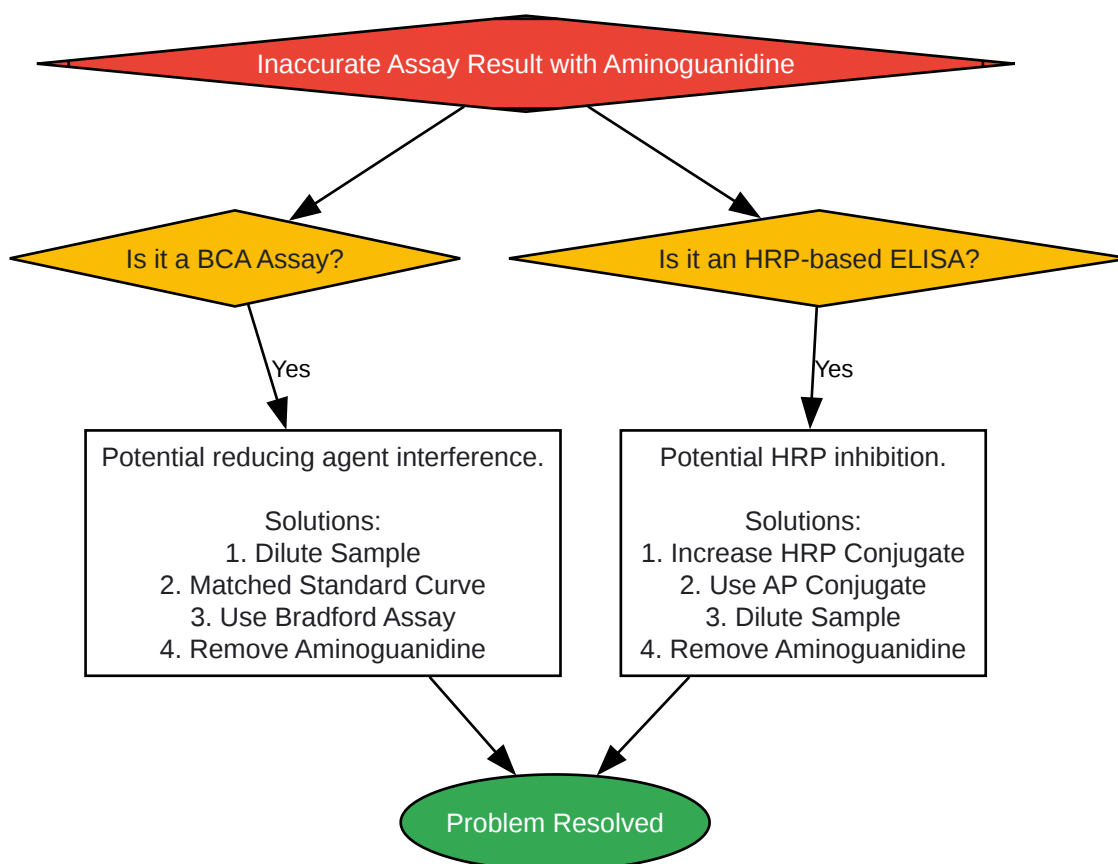 Inaccurate Assay Result with Aminoguanidine
Is it a BCA Assay?
Is it an HRP-based ELISA?
Yes
Yes
Potential reducing agent interference.
Solutions:
1. Dilute Sample
2. Matched Standard Curve
3. Use Bradford Assay
4. Remove Aminoguanidine
Potential HRP inhibition.
Solutions:
1. Increase HRP Conjugate
2. Use AP Conjugate
3. Dilute Sample
4. Remove Aminoguanidine
Problem Resolved